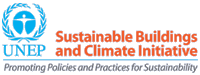 Sustainable Buildings
and Climate Initiative
UNEP
Promoting Policies and Practices for Sustainability